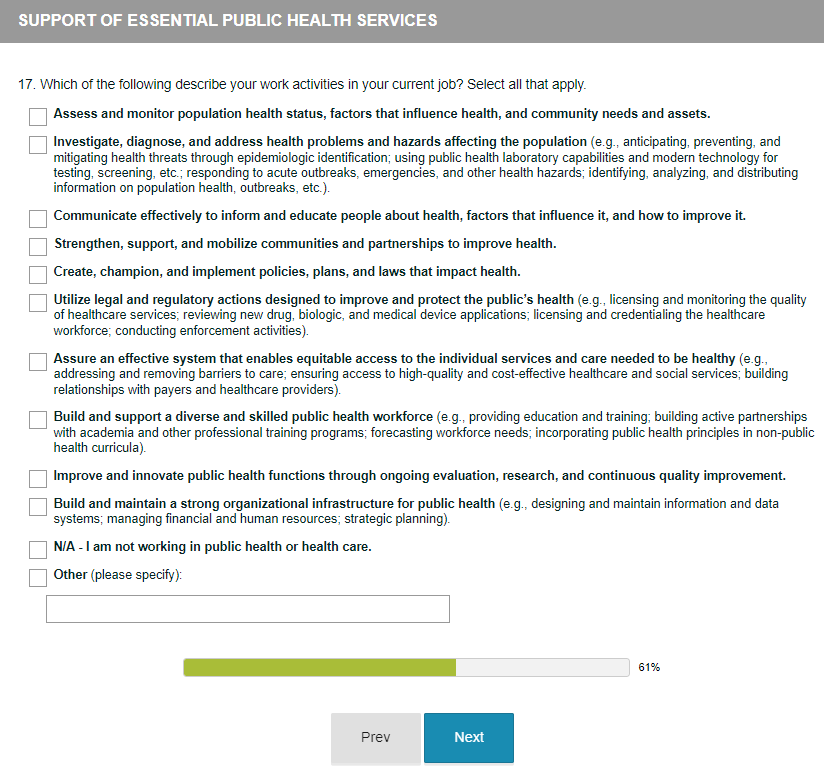 SUPPORT OF ESSENTIAL PUBLIC HEALTH SERVICES
17. Which of the following describe your work activities in your current job? Select all that apply.
Assess and monitor population health status, factors that influence health, and community needs and assets.
Investigate, diagnose, and address health problems and hazards affecting the population (e.g., anticipating, preventing, and
mitigating health threats through epidemiologic identification; using public health laboratory capabilities and modern technology for
testing, screening, etc.; responding to acute outbreaks, emergencies, and other health hazards; identifying, analyzing, and distributing
information on population health, outbreaks, etc.).
Communicate effectively to inform and educate people about health, factors that influence it, and how to improve it.
Strengthen, support, and mobilize communities and partnerships to improve health.
Create, champion, and implement policies, plans, and laws that impact health.
Utilize legal and regulatory actions designed to improve and protect the public's health (e.g., licensing and monitoring the quality
of healthcare services; reviewing new drug, biologic, and medical device applications; licensing and credentialing the healthcare
workforce; conducting enforcement activities).
Assure an effective system that enables equitable access to the individual services and care needed to be healthy (e.g.,
addressing and removing barriers to care; ensuring access to high-quality and cost-effective healthcare and social services; building
relationships with payers and healthcare providers).
Build and support a diverse and skilled public health workforce (e.g., providing education and training; building active partnerships
with academia and other professional training programs; forecasting workforce needs; incorporating public health principles in non-public
health curricula).
Improve and innovate public health functions through ongoing evaluation, research, and continuous quality improvement.
Build and maintain a strong organizational infrastructure for public health (e.g., designing and maintain information and data
systems; managing financial and human resources; strategic planning).
N/A - I am not working in public health or health care.
Other (please specify):
61%
Prev Next